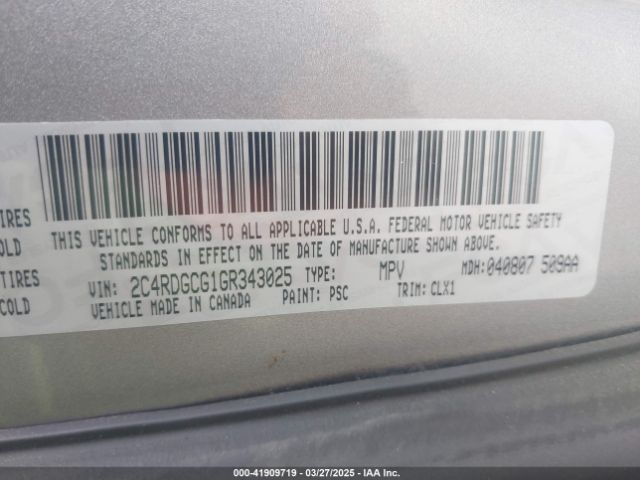 THIS VEHICLE CONFORMS TO ALL APPLICABLE U.S.A. FEDERAL MOTOR VEHICLE SAFETY
STANDARDS IN EFFECT ON THE DATE OF MANUFACTURE SHOWN ABOVE.
VIN: 2C4RDGCG1GR343025 TYPE: MPV MDH: 040807 509AA
VEHICLE MADE IN CANADA PAINT: PSC TRIM: CLX1
TIRES
COLD
TIRES
COLD
000-41909719 - 03/27/2025 - IAA Inc.